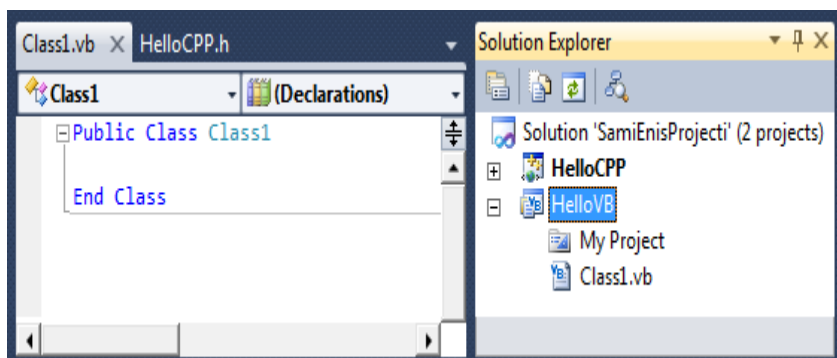 Class1.vb HelloCPP.h
Class1 (Declarations)
Public Class Class1
End Class
Solution Explorer
Solution 'SamiEnisProjecti' (2 projects)
HelloCPP
HelloVB
My Project
Class1.vb